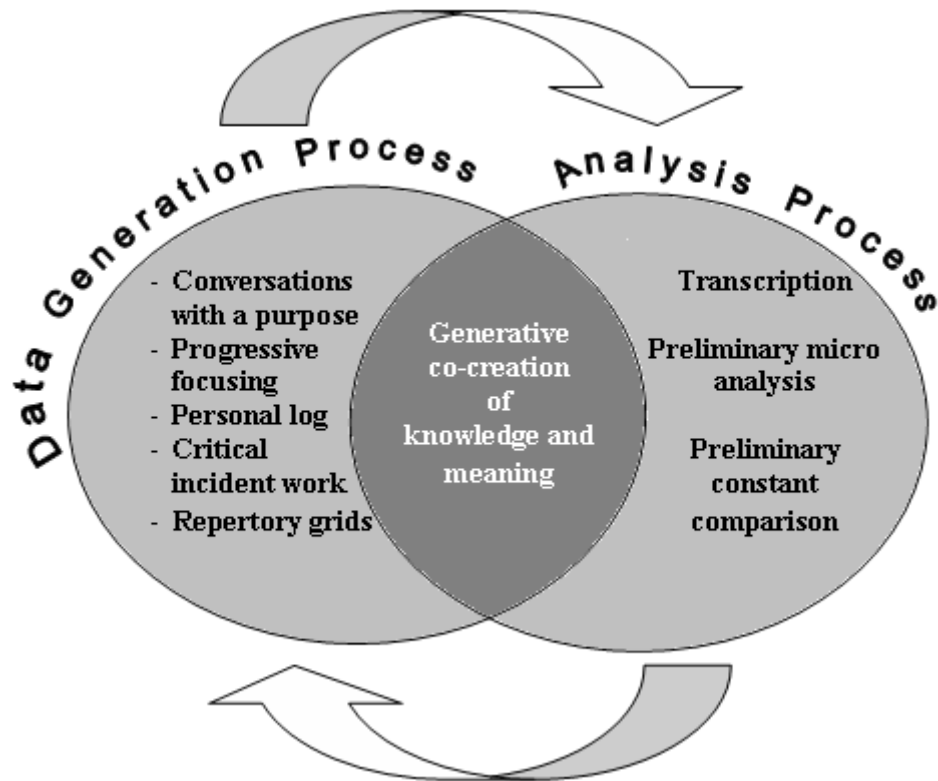 Data Generation Process
Analysis Process
- Conversations
with a purpose
- Progressive
focusing
- Personal log
- Critical
incident work
- Repertory grids
Generative
co-creation
of
knowledge and
meaning
Transcription
Preliminary micro
analysis
Preliminary
constant
comparison